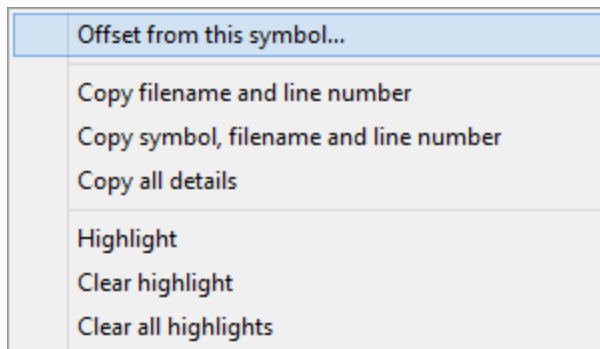 Offset from this symbol...
Copy filename and line number
Copy symbol, filename and line number
Copy all details
Highlight
Clear highlight
Clear all highlights